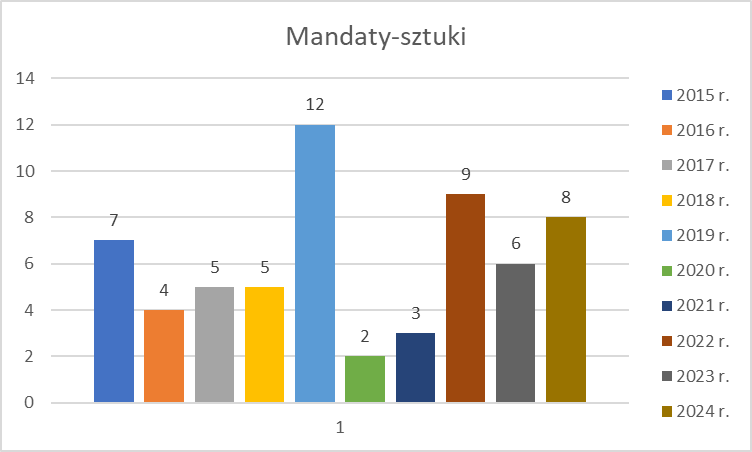 Mandaty-sztuki
14
12
10
8
6
4
2
0
7
4
5
5
12
2
3
9
6
8
1
2015 r.
2016 r.
2017 r.
2018 r.
2019 r.
2020 r.
2021 r.
2022 r.
2023 r.
2024 r.